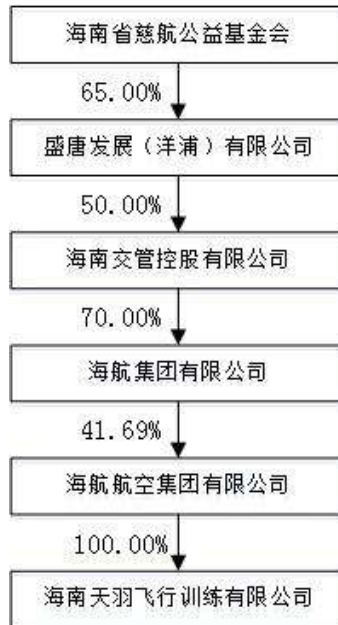 海南省慈航公益基金会
65.00%
盛唐发展（洋浦）有限公司
50.00%
海南交管控股有限公司
70.00%
海航集团有限公司
41.69%
海航航空集团有限公司
100.00%
海南天羽飞行训练有限公司